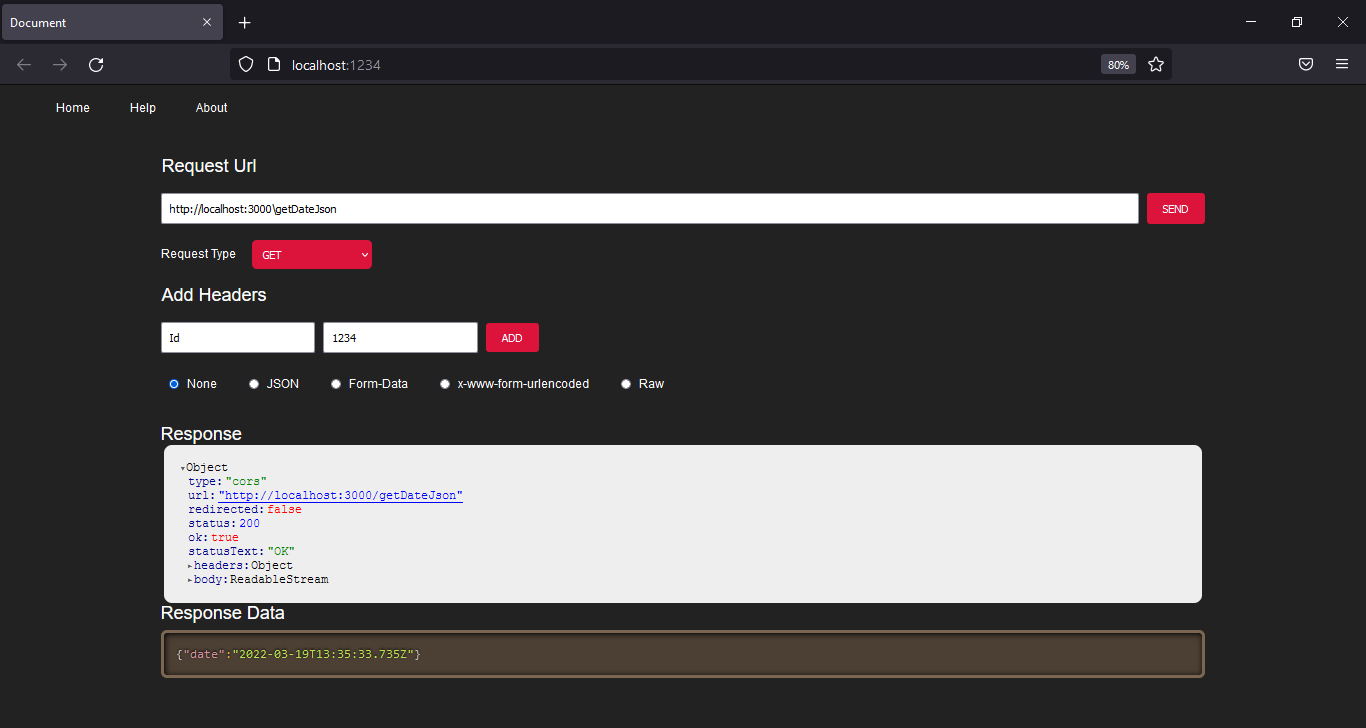 Document
localhost:1234
80%
Home Help About
Request Url
http://localhost:3000\getDateJson SEND
Request Type GET
Add Headers
Id 1234 ADD
None JSON Form-Data x-www-form-urlencoded Raw
Response
▾Object
type:"cors"
url:"http://localhost:3000/getDateJson"
redirected:false
status:200
ok:true
statusText:"OK"
▸headers:Object
▸body:ReadableStream
Response Data
{"date":"2022-03-19T13:35:33.735Z"}